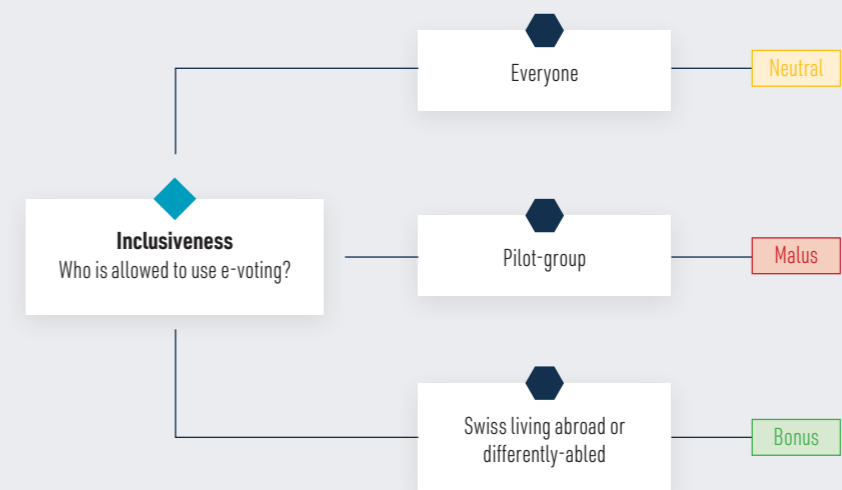 Everyone
Neutral
Inclusiveness
Who is allowed to use e-voting?
Pilot-group
Malus
Swiss living abroad or
differently-abled
Bonus